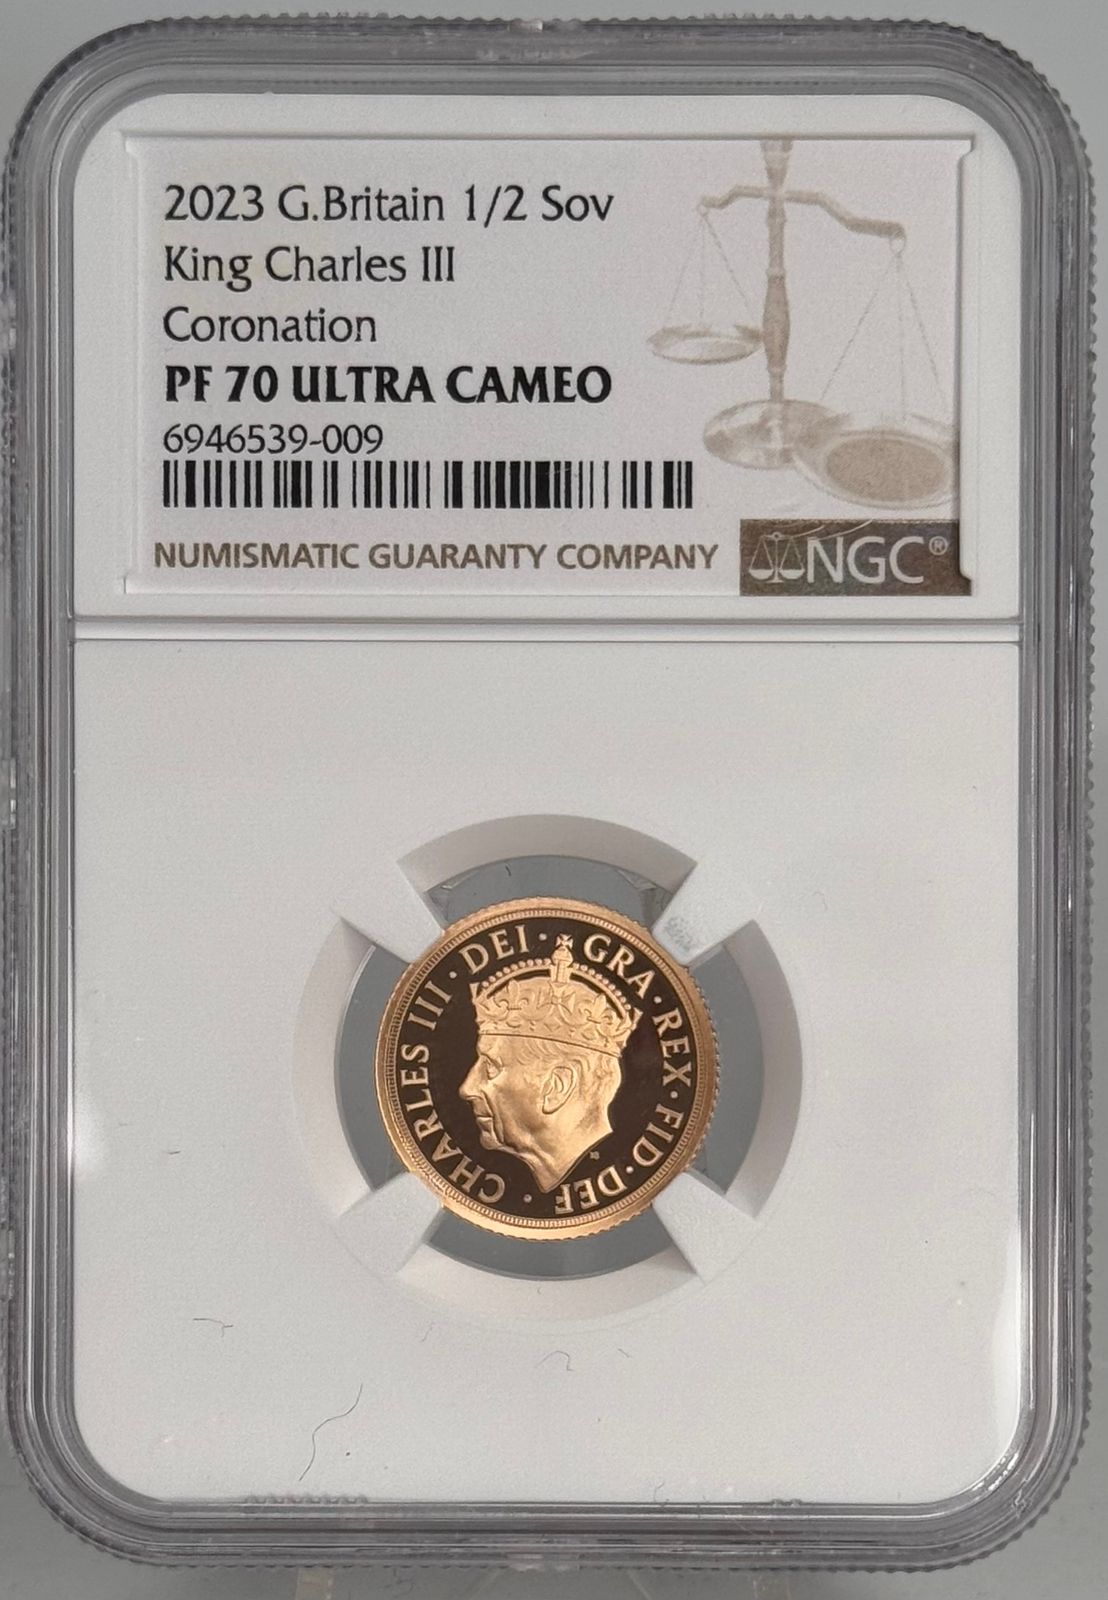 2023 G.Britain 1/2 Sov
King Charles III
Coronation
PF 70 ULTRA CAMEO
6946539-009
NUMISMATIC GUARANTY COMPANY
NGC®
CHARLES III · DEI · GRA · REX · FID · DEF ·